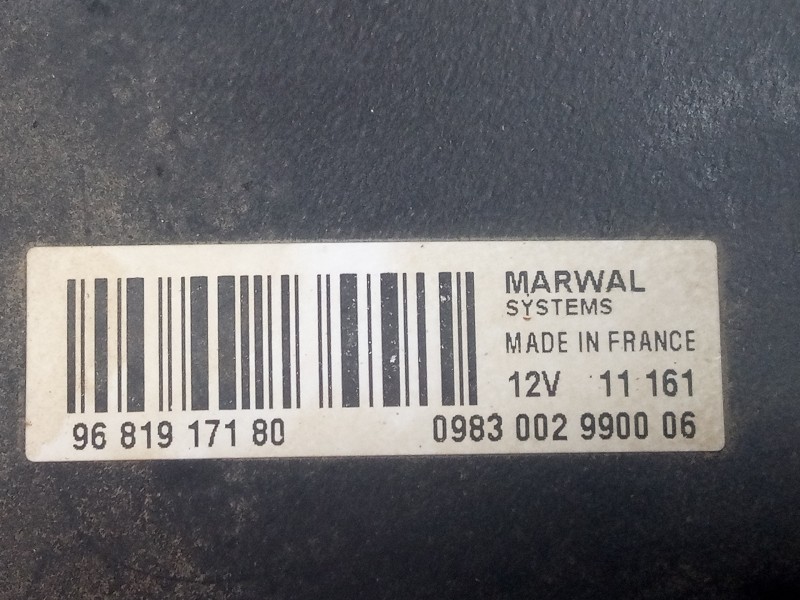 MARWAL
SYSTEMS
MADE IN FRANCE
12V 11 161
96 819 171 80 0983 002 9900 06